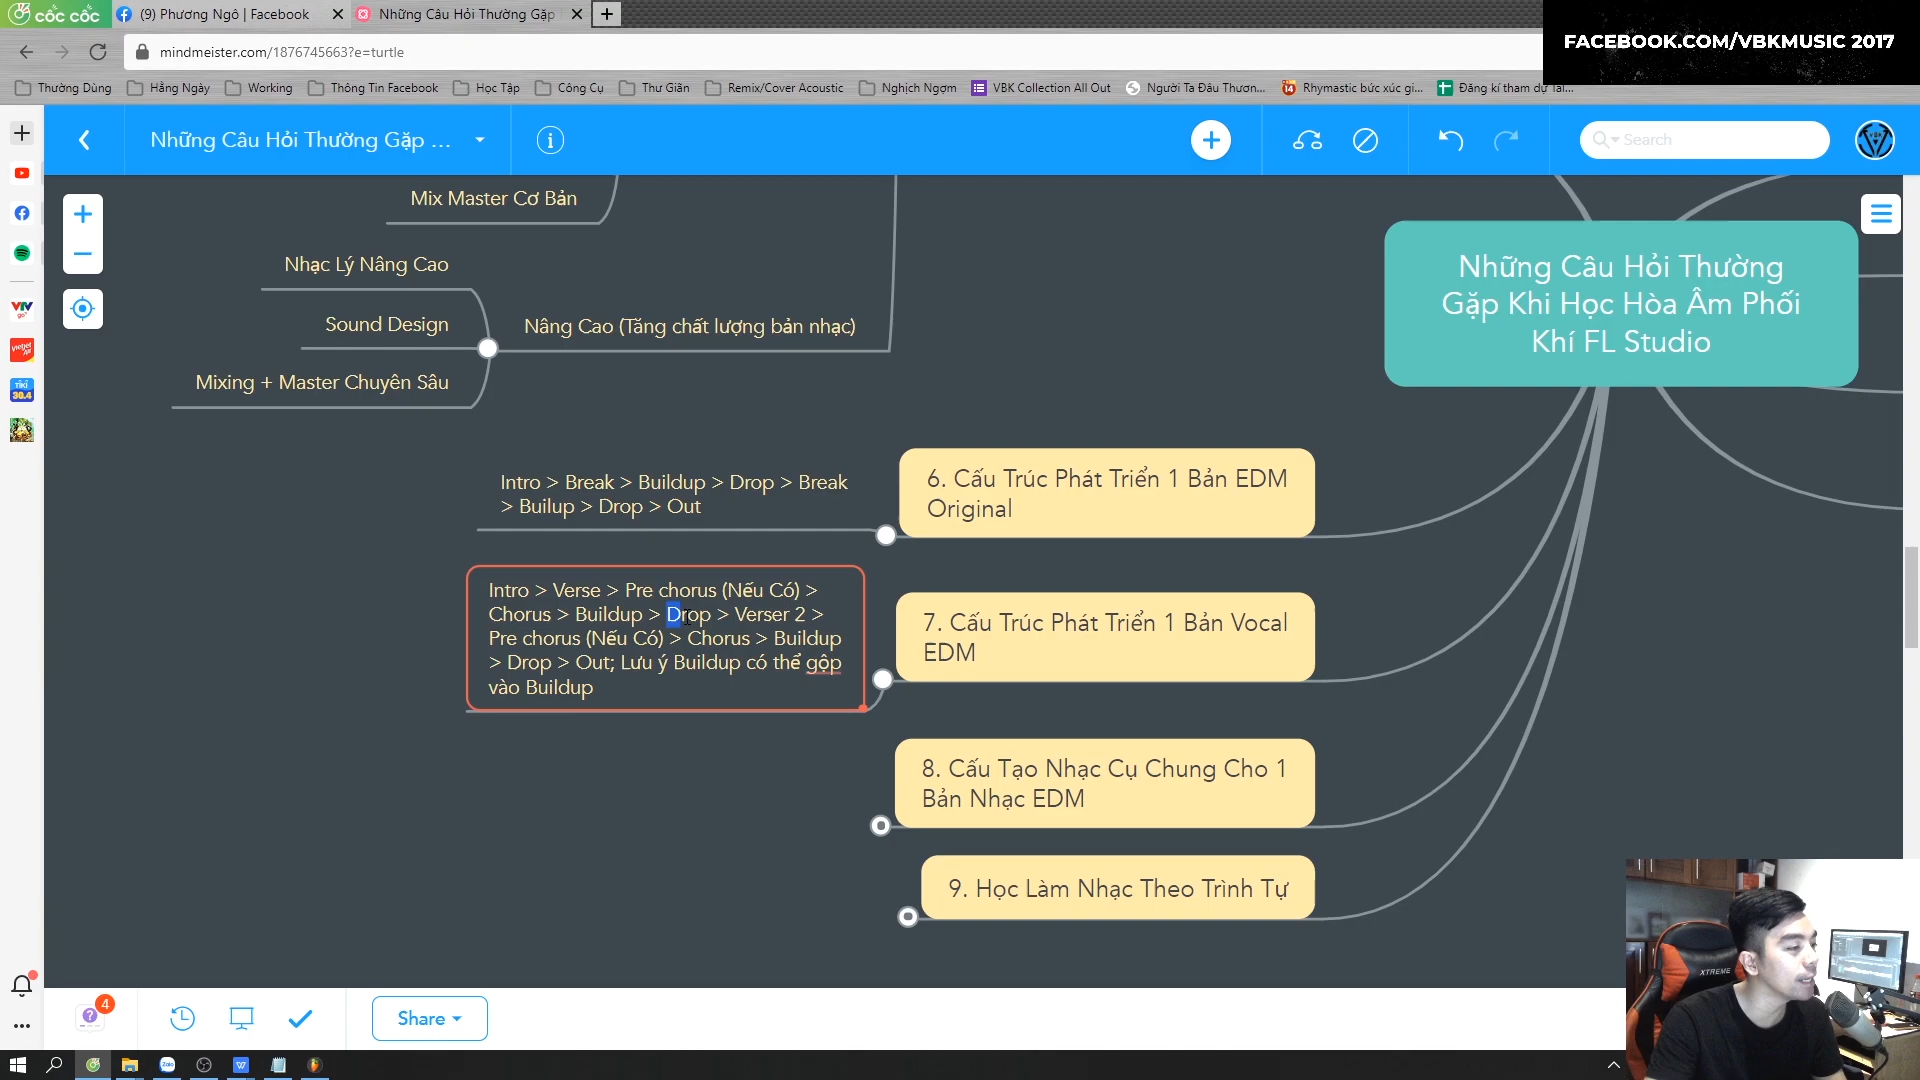 cốc cốc
(9) Phương Ngô | Facebook
Những Câu Hỏi Thường Gặp
FACEBOOK.COM/VBKMUSIC 2017
mindmeister.com/1876745663?e=turtle
Thường Dùng
Hằng Ngày
Working
Thông Tin Facebook
Học Tập
Công Cụ
Thư Giãn
Remix/Cover Acoustic
Nghịch Ngợm
VBK Collection All Out
Người Ta Đâu Thươn...
Rhymastic bức xúc gi...
Đăng kí tham dự Tal...
Những Câu Hỏi Thường Gặp ...
Search
Mix Master Cơ Bản
Nhạc Lý Nâng Cao
Sound Design
Mixing + Master Chuyên Sâu
Nâng Cao (Tăng chất lượng bản nhạc)
Những Câu Hỏi Thường
Gặp Khi Học Hòa Âm Phối
Khí FL Studio
Intro > Break > Buildup > Drop > Break
> Builup > Drop > Out
6. Cấu Trúc Phát Triển 1 Bản EDM
Original
Intro > Verse > Pre chorus (Nếu Có) >
Chorus > Buildup > Drop > Verser 2 >
Pre chorus (Nếu Có) > Chorus > Buildup
> Drop > Out; Lưu ý Buildup có thể gộp
vào Buildup
7. Cấu Trúc Phát Triển 1 Bản Vocal
EDM
8. Cấu Tạo Nhạc Cụ Chung Cho 1
Bản Nhạc EDM
9. Học Làm Nhạc Theo Trình Tự
4
Share
XTREME